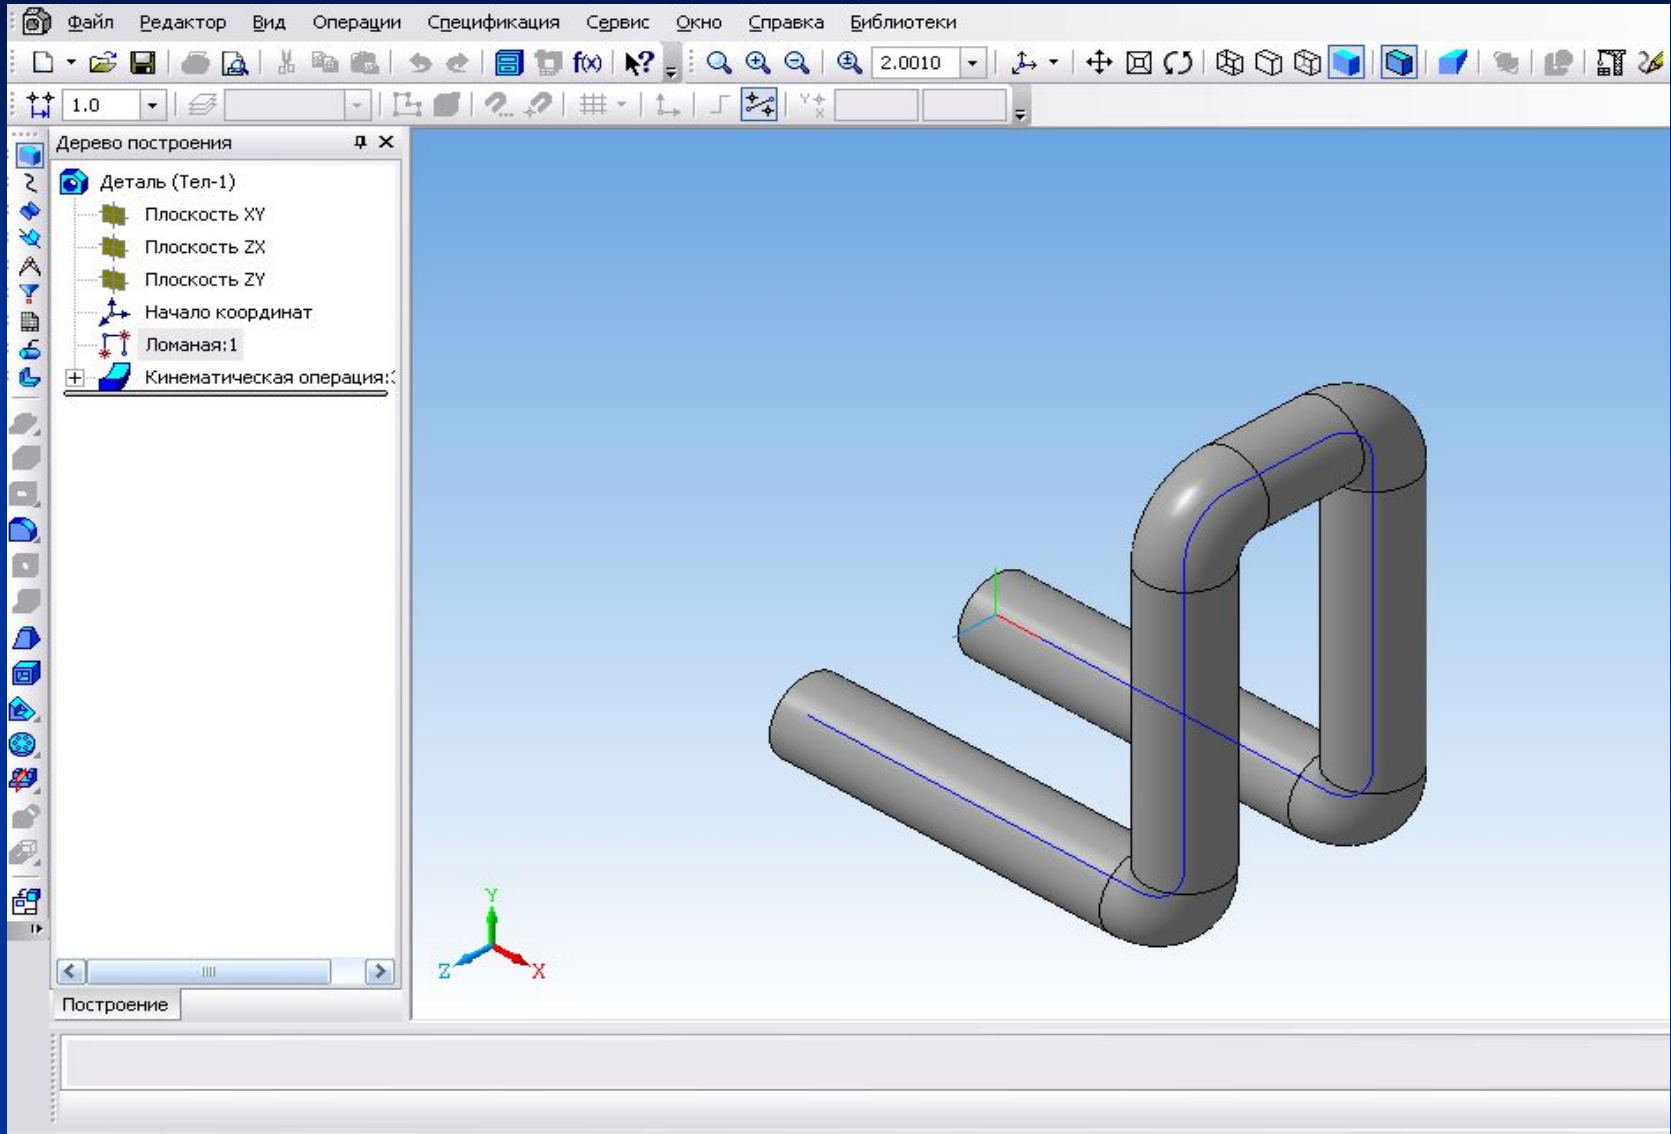 Файл Редактор Вид Операции Спецификация Сервис Окно Справка Библиотеки
f(x) 2.0010
1.0
Дерево построения
Деталь (Тел-1)
Плоскость XY
Плоскость ZX
Плоскость ZY
Начало координат
Ломаная:1
Кинематическая операция:
Y
Z X
Построение